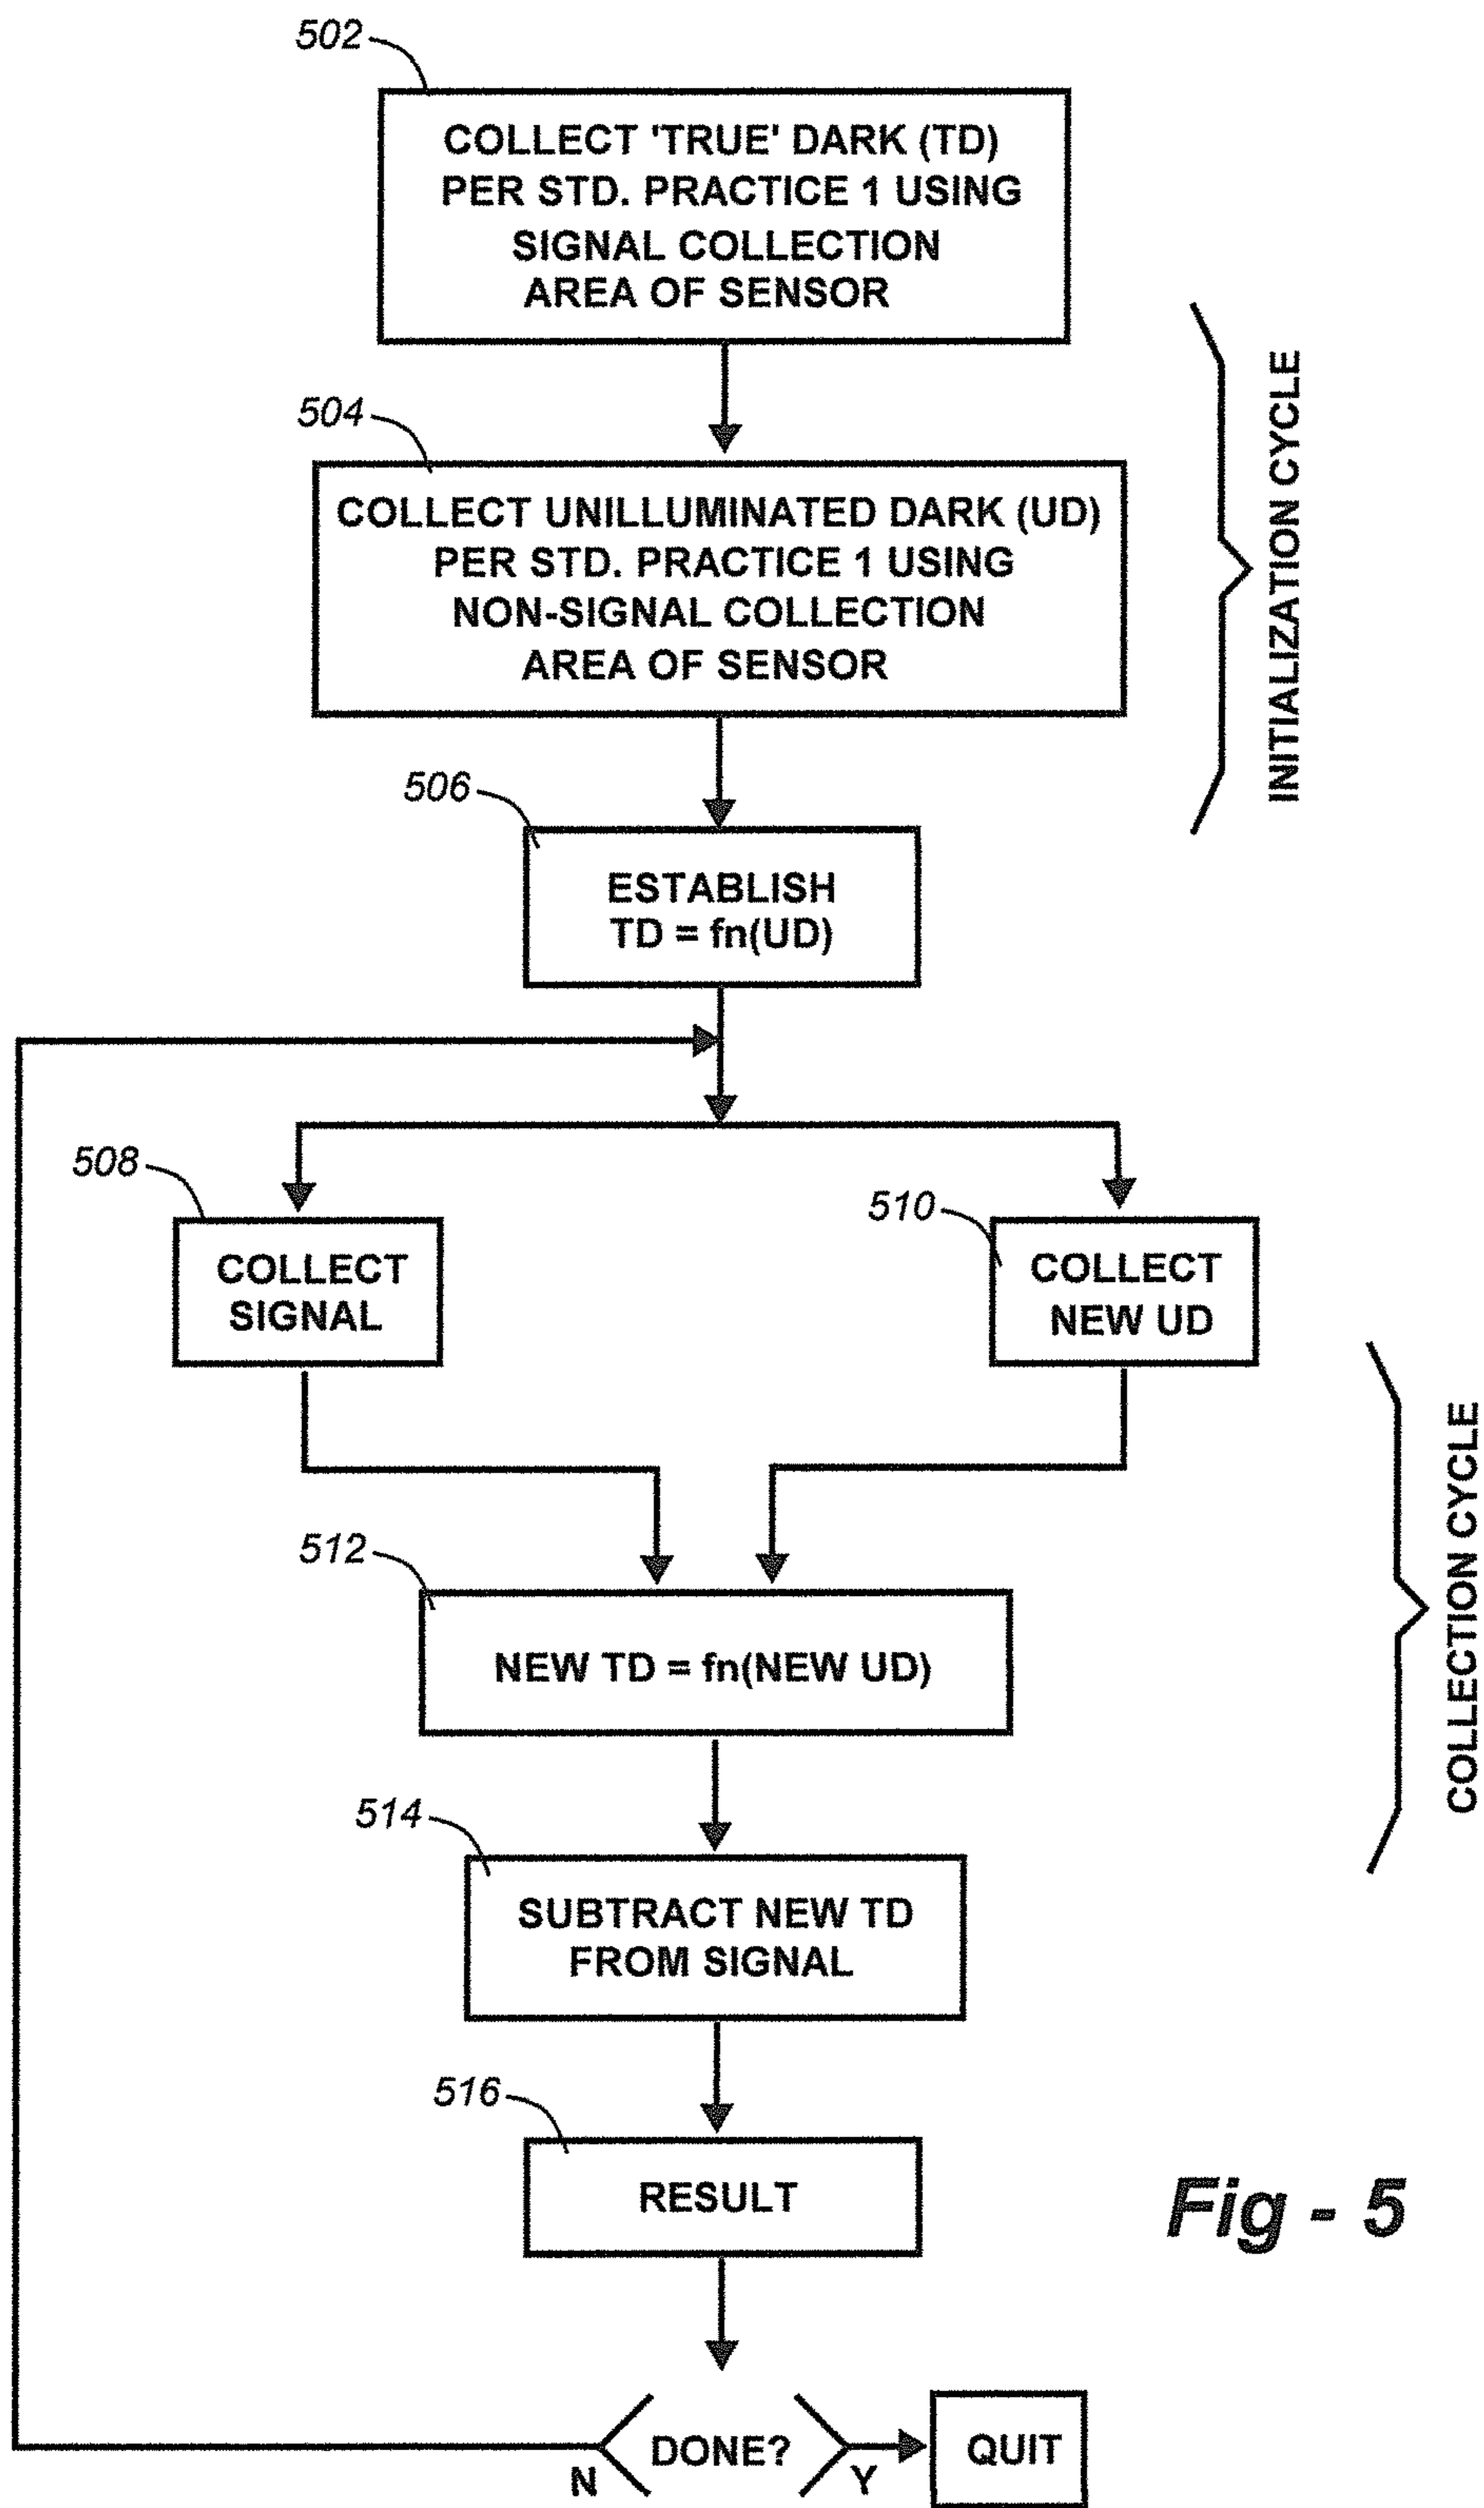 502
COLLECT 'TRUE' DARK (TD)
PER STD. PRACTICE 1 USING
SIGNAL COLLECTION
AREA OF SENSOR
504
COLLECT UNILLUMINATED DARK (UD)
PER STD. PRACTICE 1 USING
NON-SIGNAL COLLECTION
AREA OF SENSOR
INITIALIZATION CYCLE
506
ESTABLISH
TD = fn(UD)
508
COLLECT
SIGNAL
510
COLLECT
NEW UD
512
NEW TD = fn(NEW UD)
COLLECTION CYCLE
514
SUBTRACT NEW TD
FROM SIGNAL
516
RESULT
Fig - 5
DONE?
N
Y
QUIT